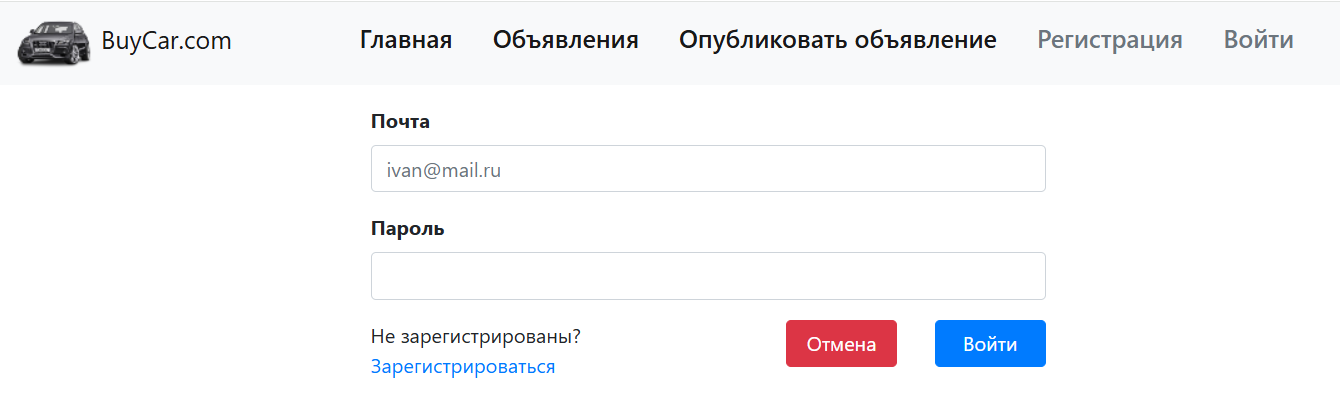 BuyCar.com Главная Объявления Опубликовать объявление Регистрация Войти
Почта
ivan@mail.ru
Пароль
Не зарегистрированы? Отмена Войти
Зарегистрироваться